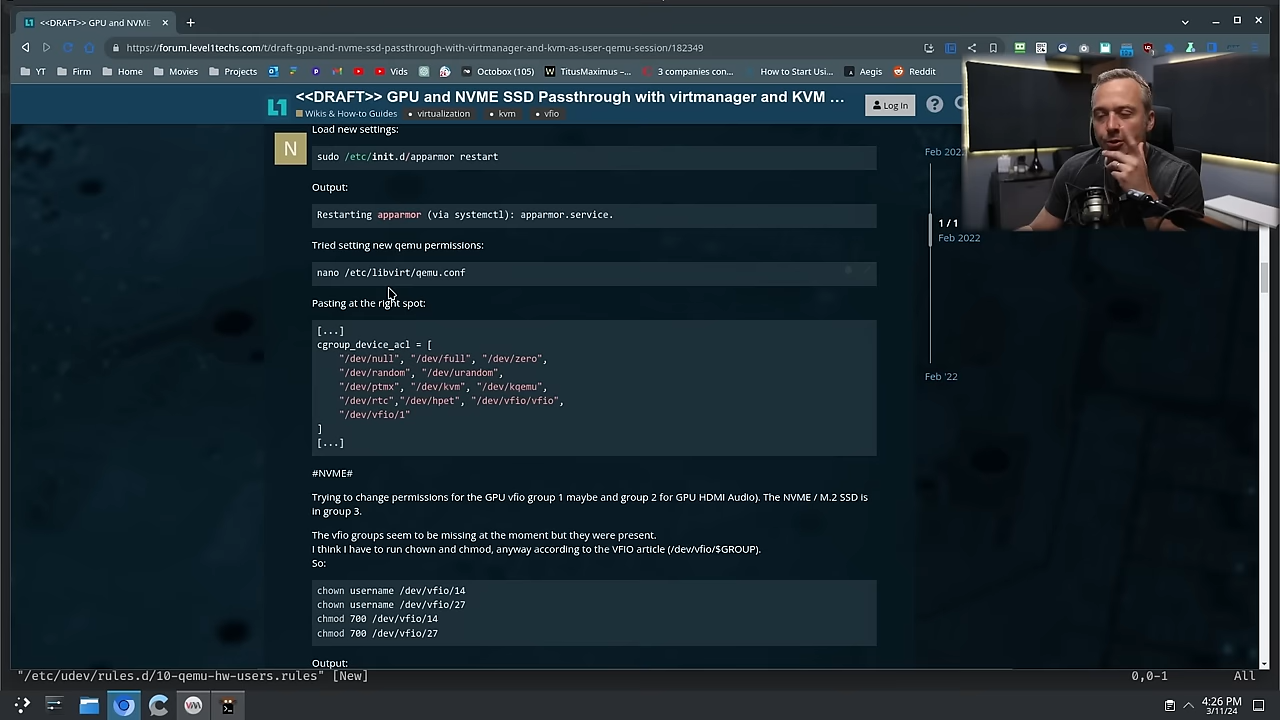 <<DRAFT>> GPU and NVME
https://forum.level1techs.com/t/draft-gpu-and-nvme-ssd-passthrough-with-virtmanager-and-kvm-as-user-qemu-session/182349
YT Firm Home Movies Projects Vids Octobox (105) TitusMaximus –... 3 companies con... How to Start Usi... Aegis Reddit
<<DRAFT>> GPU and NVME SSD Passthrough with virtmanager and KVM ...
Wikis & How-to Guides virtualization kvm vfio
Log In
N
Load new settings:
sudo /etc/init.d/apparmor restart
Output:
Restarting apparmor (via systemctl): apparmor.service.
Tried setting new qemu permissions:
nano /etc/libvirt/qemu.conf
Pasting at the right spot:
[...]
cgroup_device_acl = [
"/dev/null", "/dev/full", "/dev/zero",
"/dev/random", "/dev/urandom",
"/dev/ptmx", "/dev/kvm", "/dev/kqemu",
"/dev/rtc","/dev/hpet", "/dev/vfio/vfio",
"/dev/vfio/1"
]
[...]
#NVME#
Trying to change permissions for the GPU vfio group 1 maybe and group 2 for GPU HDMI Audio). The NVME / M.2 SSD is
in group 3.
The vfio groups seem to be missing at the moment but they were present.
I think I have to run chown and chmod, anyway according to the VFIO article (/dev/vfio/$GROUP).
So:
chown username /dev/vfio/14
chown username /dev/vfio/27
chmod 700 /dev/vfio/14
chmod 700 /dev/vfio/27
Output:
Feb 202
1 / 1
Feb 2022
Feb '22
"/etc/udev/rules.d/10-qemu-hw-users.rules" [New] 0,0-1 All
4:26 PM
3/11/24